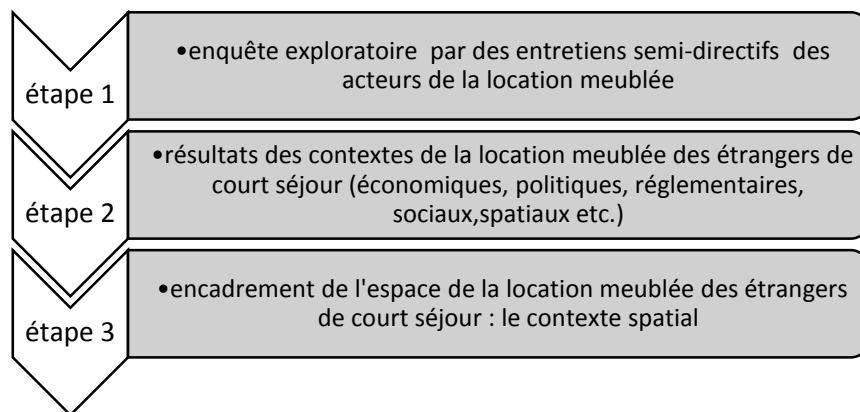 étape 1
•enquête exploratoire par des entretiens semi-directifs des
acteurs de la location meublée
étape 2
•résultats des contextes de la location meublée des étrangers de
court séjour (économiques, politiques, réglementaires,
sociaux,spatiaux etc.)
étape 3
•encadrement de l'espace de la location meublée des étrangers
de court séjour : le contexte spatial